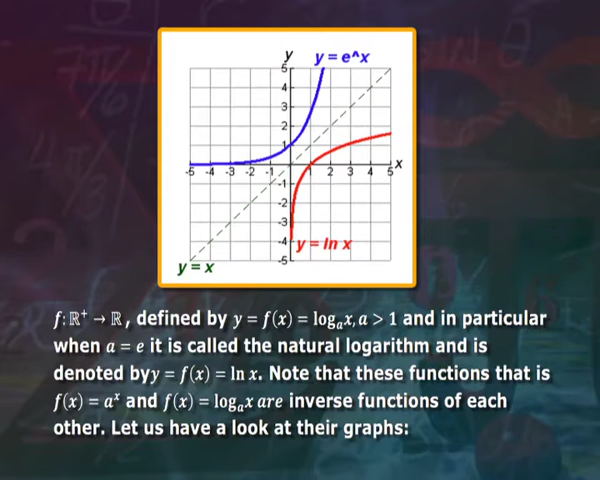 y
y = e^x
5
4
3
2
1
-5 -4 -3 -2 -1 1 2 3 4 5 x
-1
-2
-3
-4
-5
y = ln x
y = x
f: ℝ⁺ → ℝ, defined by y = f(x) = logₐx, a > 1 and in particular
when a = e it is called the natural logarithm and is
denoted byy = f(x) = ln x. Note that these functions that is
f(x) = aˣ and f(x) = logₐx are inverse functions of each
other. Let us have a look at their graphs: